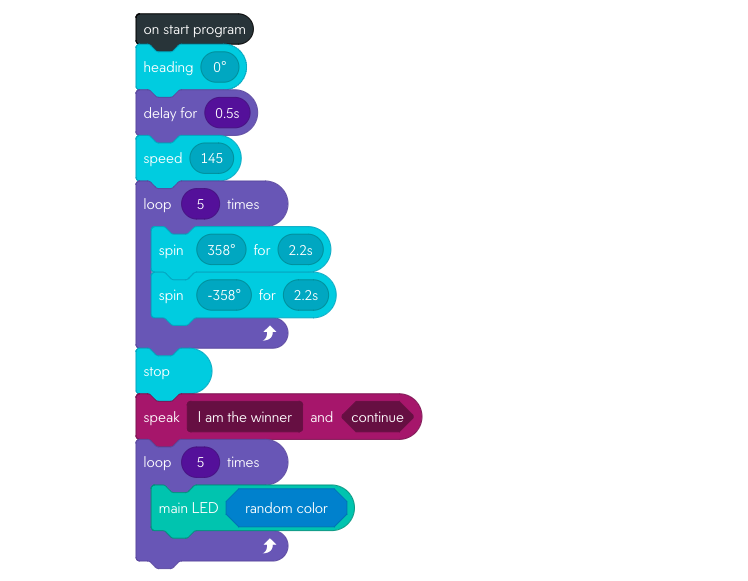 on start program
heading 0°
delay for 0.5s
speed 145
loop 5 times
spin 358° for 2.2s
spin -358° for 2.2s
stop
speak I am the winner and continue
loop 5 times
main LED random color